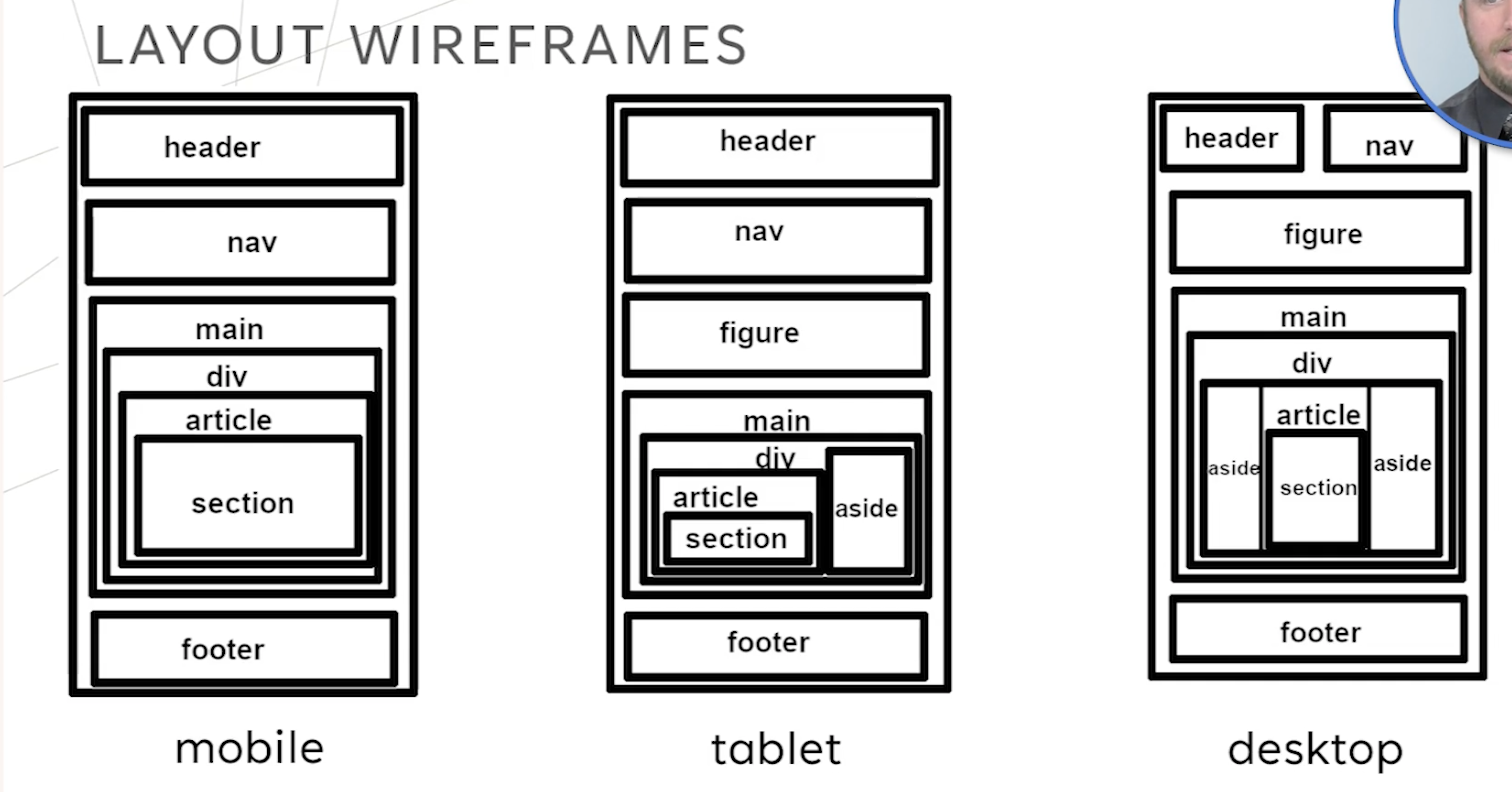 LAYOUT WIREFRAMES
header
nav
main
div
article
section
footer
mobile
header
nav
figure
main
div
article
section
aside
footer
tablet
header
nav
figure
main
div
aside
article
section
aside
footer
desktop